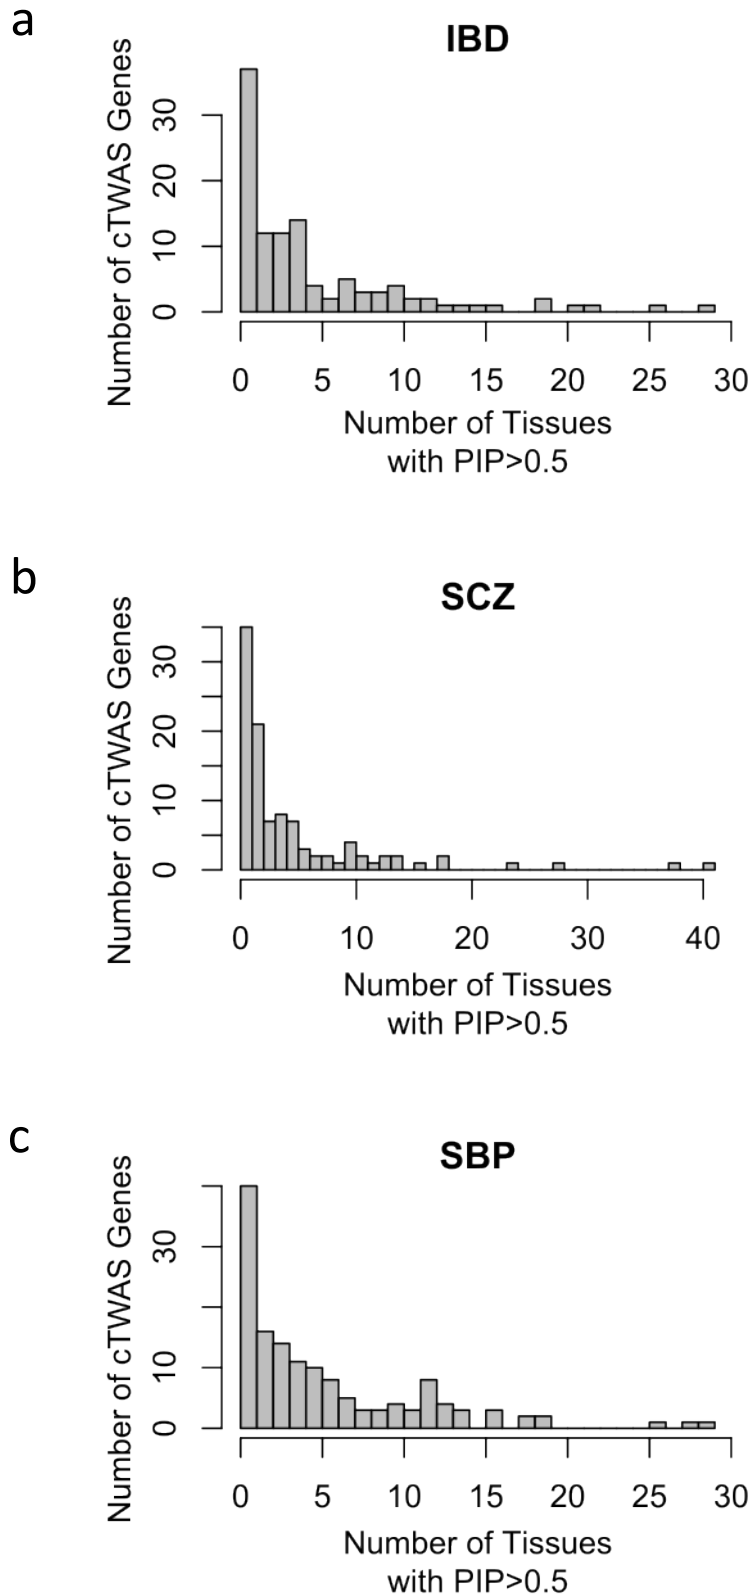 a
IBD
Number of cTWAS Genes
0 10 20 30
0 5 10 15 20 25 30
Number of Tissues
with PIP>0.5
b
SCZ
Number of cTWAS Genes
0 10 20 30
0 10 20 30 40
Number of Tissues
with PIP>0.5
c
SBP
Number of cTWAS Genes
0 10 30
0 5 10 15 20 25 30
Number of Tissues
with PIP>0.5